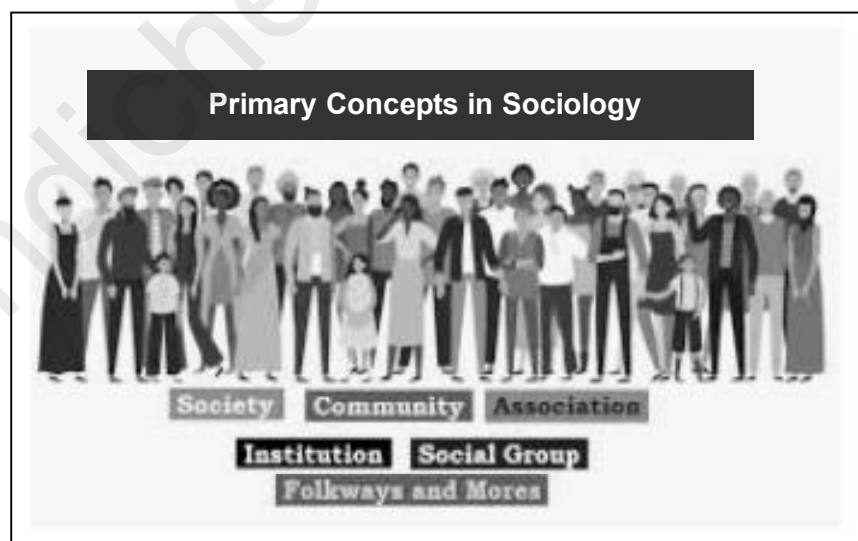 Primary Concepts in Sociology
Society Community Association
Institution Social Group
Folkways and Mores